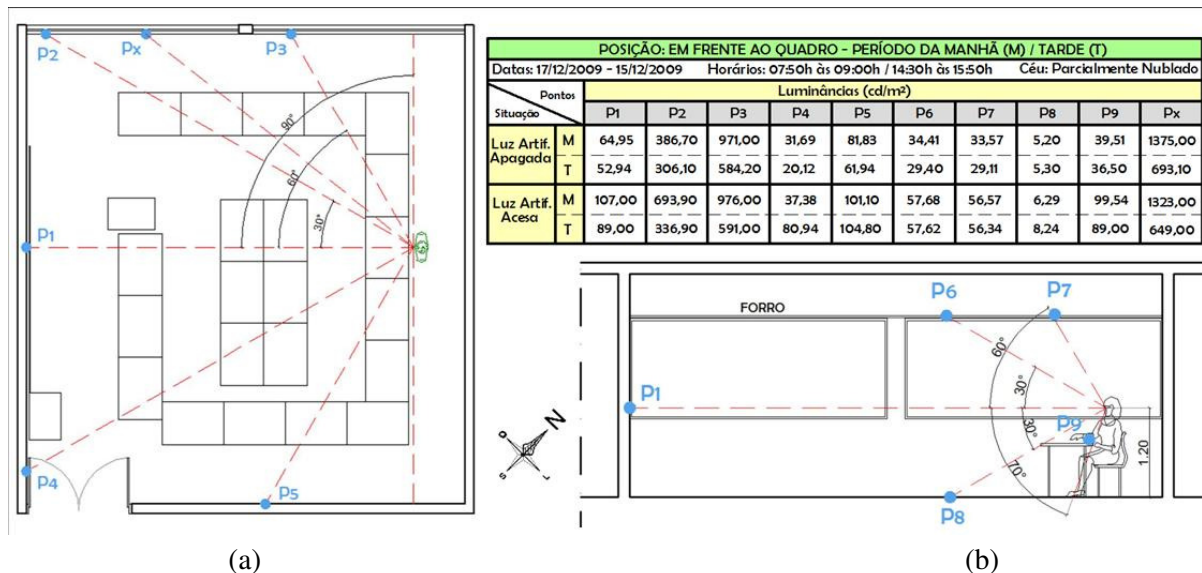 P2
Px
P3
90°
60°
30°
P1
P4
P5
N
O
S
L
POSIÇÃO: EM FRENTE AO QUADRO - PERÍODO DA MANHÃ (M) / TARDE (T)
Datas: 17/12/2009 - 15/12/2009 Horários: 07:50h às 09:00h / 14:30h às 15:50h Céu: Parcialmente Nublado
Pontos Luminâncias (cd/m²)
Situação P1 P2 P3 P4 P5 P6 P7 P8 P9 Px
Luz Artif. Apagada M 64,95 386,70 971,00 31,69 81,83 34,41 33,57 5,20 39,51 1375,00
T 52,94 306,10 584,20 20,12 61,94 29,40 29,11 5,30 36,50 693,10
Luz Artif. Acesa M 107,00 693,90 976,00 37,38 101,10 57,68 56,57 6,29 99,54 1323,00
T 89,00 336,90 591,00 80,94 104,80 57,62 56,34 8,24 89,00 649,00
FORRO
P6
P7
60°
30°
P1
30°
P9
70°
1.20
P8
(a) (b)